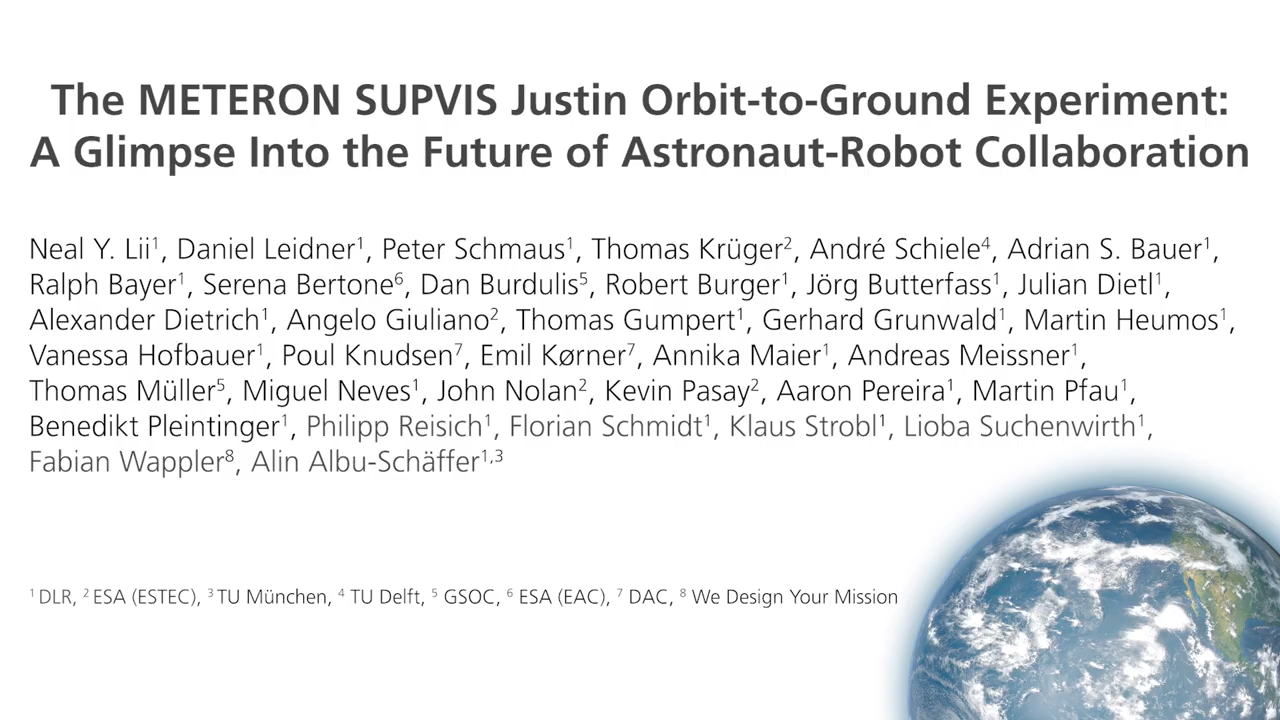 The METERON SUPVIS Justin Orbit-to-Ground Experiment:
A Glimpse Into the Future of Astronaut-Robot Collaboration
Neal Y. Lii¹, Daniel Leidner¹, Peter Schmaus¹, Thomas Krüger², André Schiele⁴, Adrian S. Bauer¹,
Ralph Bayer¹, Serena Bertone⁶, Dan Burdulis⁵, Robert Burger¹, Jörg Butterfass¹, Julian Dietl¹,
Alexander Dietrich¹, Angelo Giuliano², Thomas Gumpert¹, Gerhard Grunwald¹, Martin Heumos¹,
Vanessa Hofbauer¹, Poul Knudsen⁷, Emil Kørner⁷, Annika Maier¹, Andreas Meissner¹,
Thomas Müller⁵, Miguel Neves¹, John Nolan², Kevin Pasay², Aaron Pereira¹, Martin Pfau¹,
Benedikt Pleintinger¹, Philipp Reisich¹, Florian Schmidt¹, Klaus Strobl¹, Lioba Suchenwirth¹,
Fabian Wappler⁸, Alin Albu-Schäffer¹,³
¹ DLR, ² ESA (ESTEC), ³ TU München, ⁴ TU Delft, ⁵ GSOC, ⁶ ESA (EAC), ⁷ DAC, ⁸ We Design Your Mission